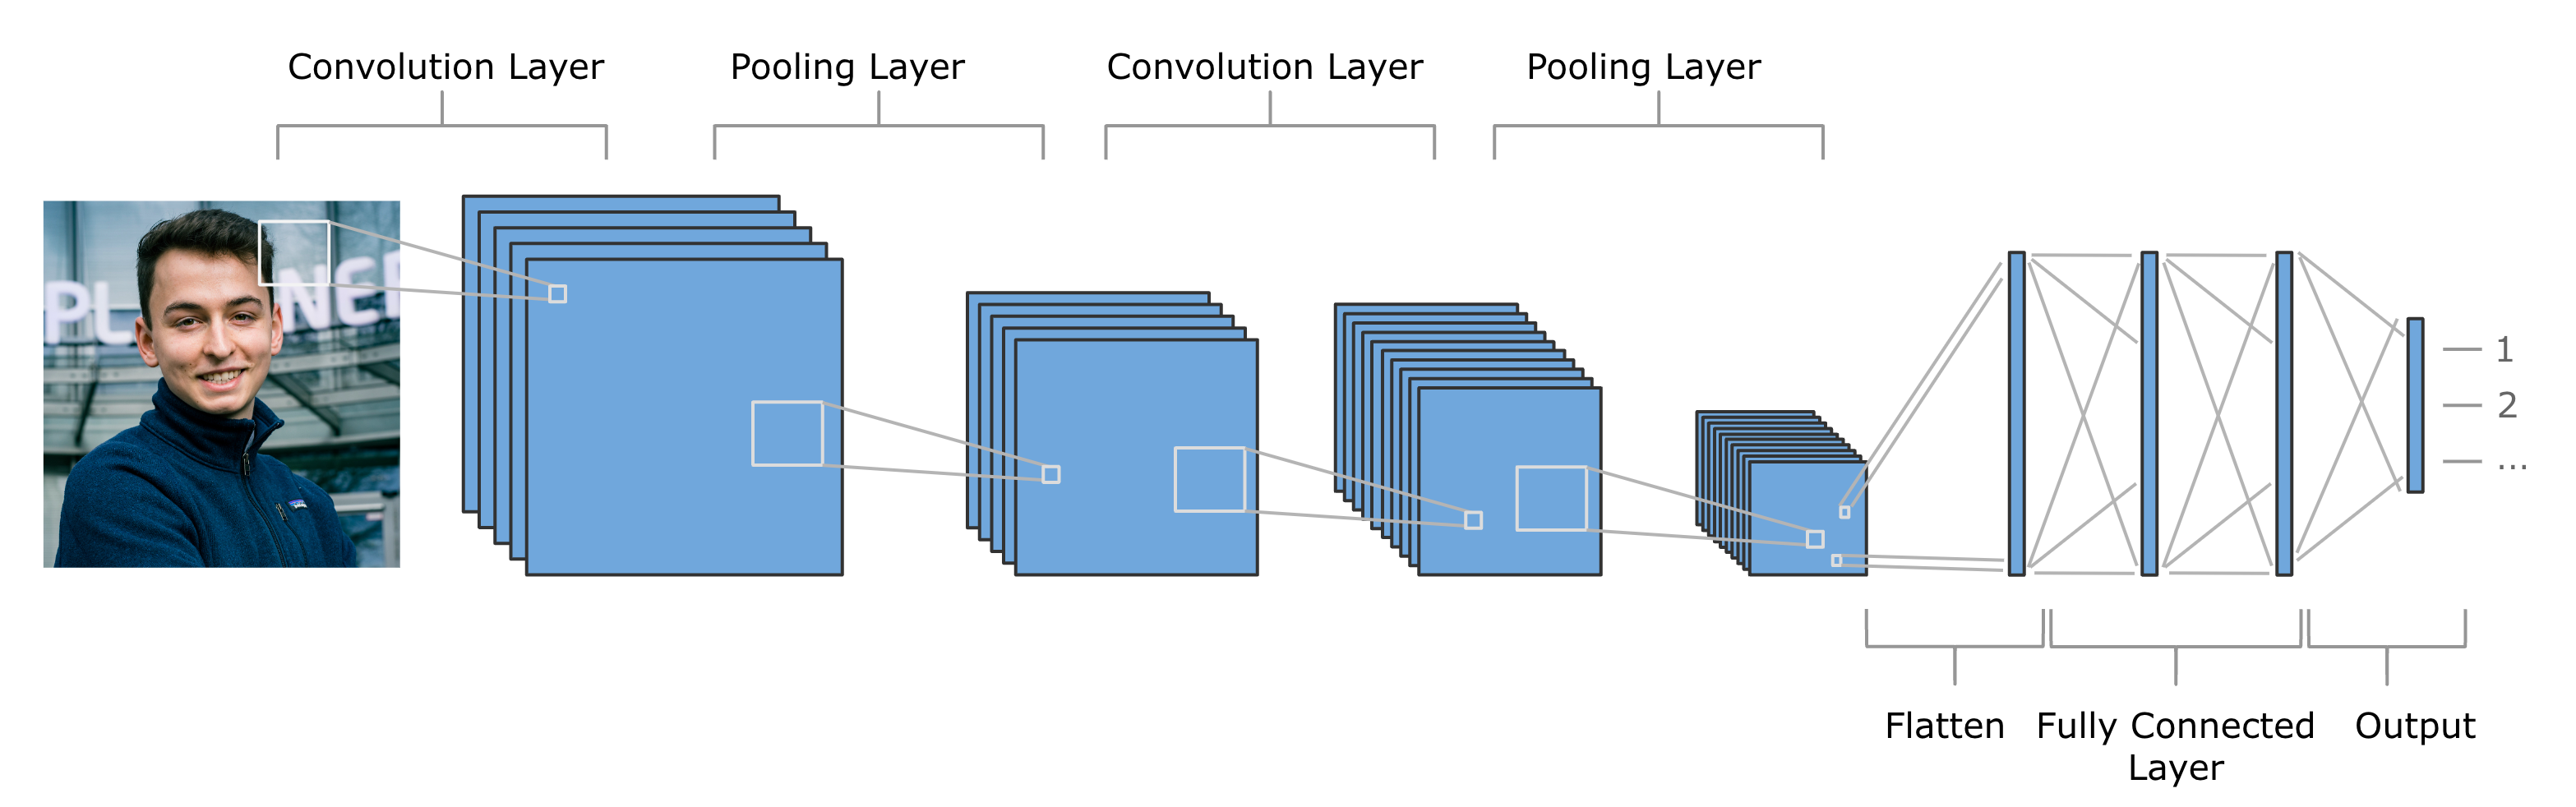 Convolution Layer
Pooling Layer
Convolution Layer
Pooling Layer
PL
NE
1
2
...
Flatten
Fully Connected
Layer
Output